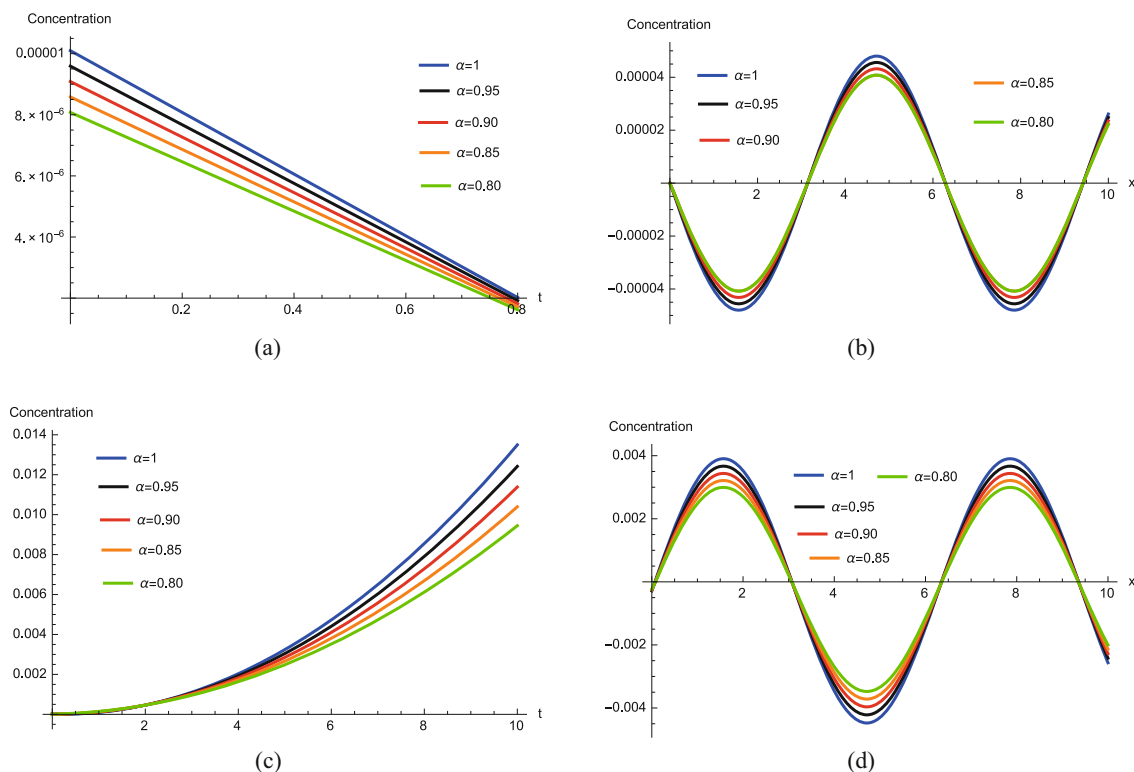 Concentration
0.00001
8. × 10⁻⁶
6. × 10⁻⁶
4. × 10⁻⁶
0.2 0.4 0.6 0.8 t
α=1
α=0.95
α=0.90
α=0.85
α=0.80
(a)
Concentration
0.00004
0.00002
−0.00002
−0.00004
2 4 6 8 10 x
α=1
α=0.95
α=0.90
α=0.85
α=0.80
(b)
Concentration
0.014
0.012
0.010
0.008
0.006
0.004
0.002
2 4 6 8 10 t
α=1
α=0.95
α=0.90
α=0.85
α=0.80
(c)
Concentration
0.004
0.002
−0.002
−0.004
2 4 6 8 10 x
α=1 α=0.80
α=0.95
α=0.90
α=0.85
(d)